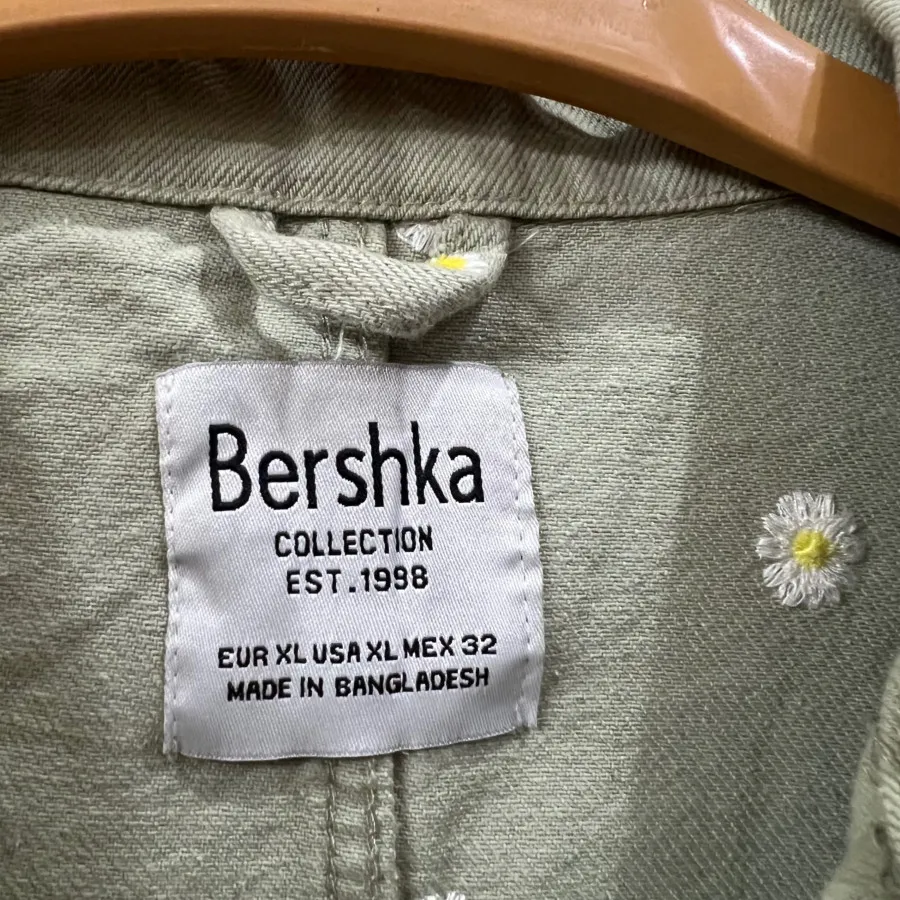 Bershka
COLLECTION
EST.1998
EUR XL USA XL MEX 32
MADE IN BANGLADESH